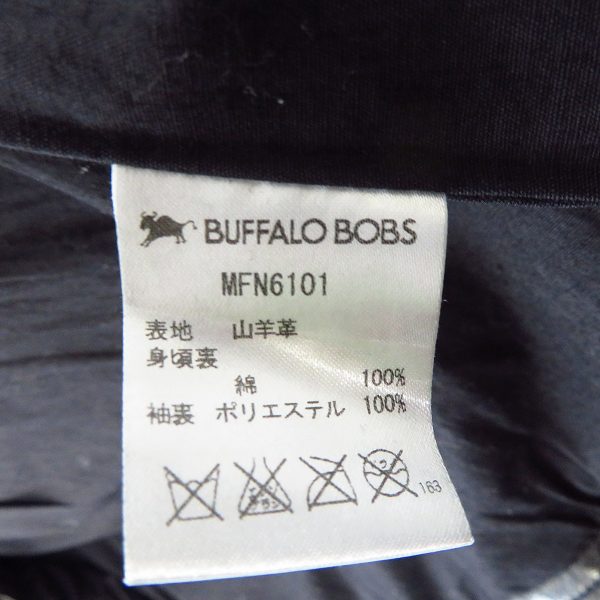 BUFFALO BOBS
MFN6101
表地 山羊革
身頃裏
綿 100%
袖裏 ポリエステル 100%
163